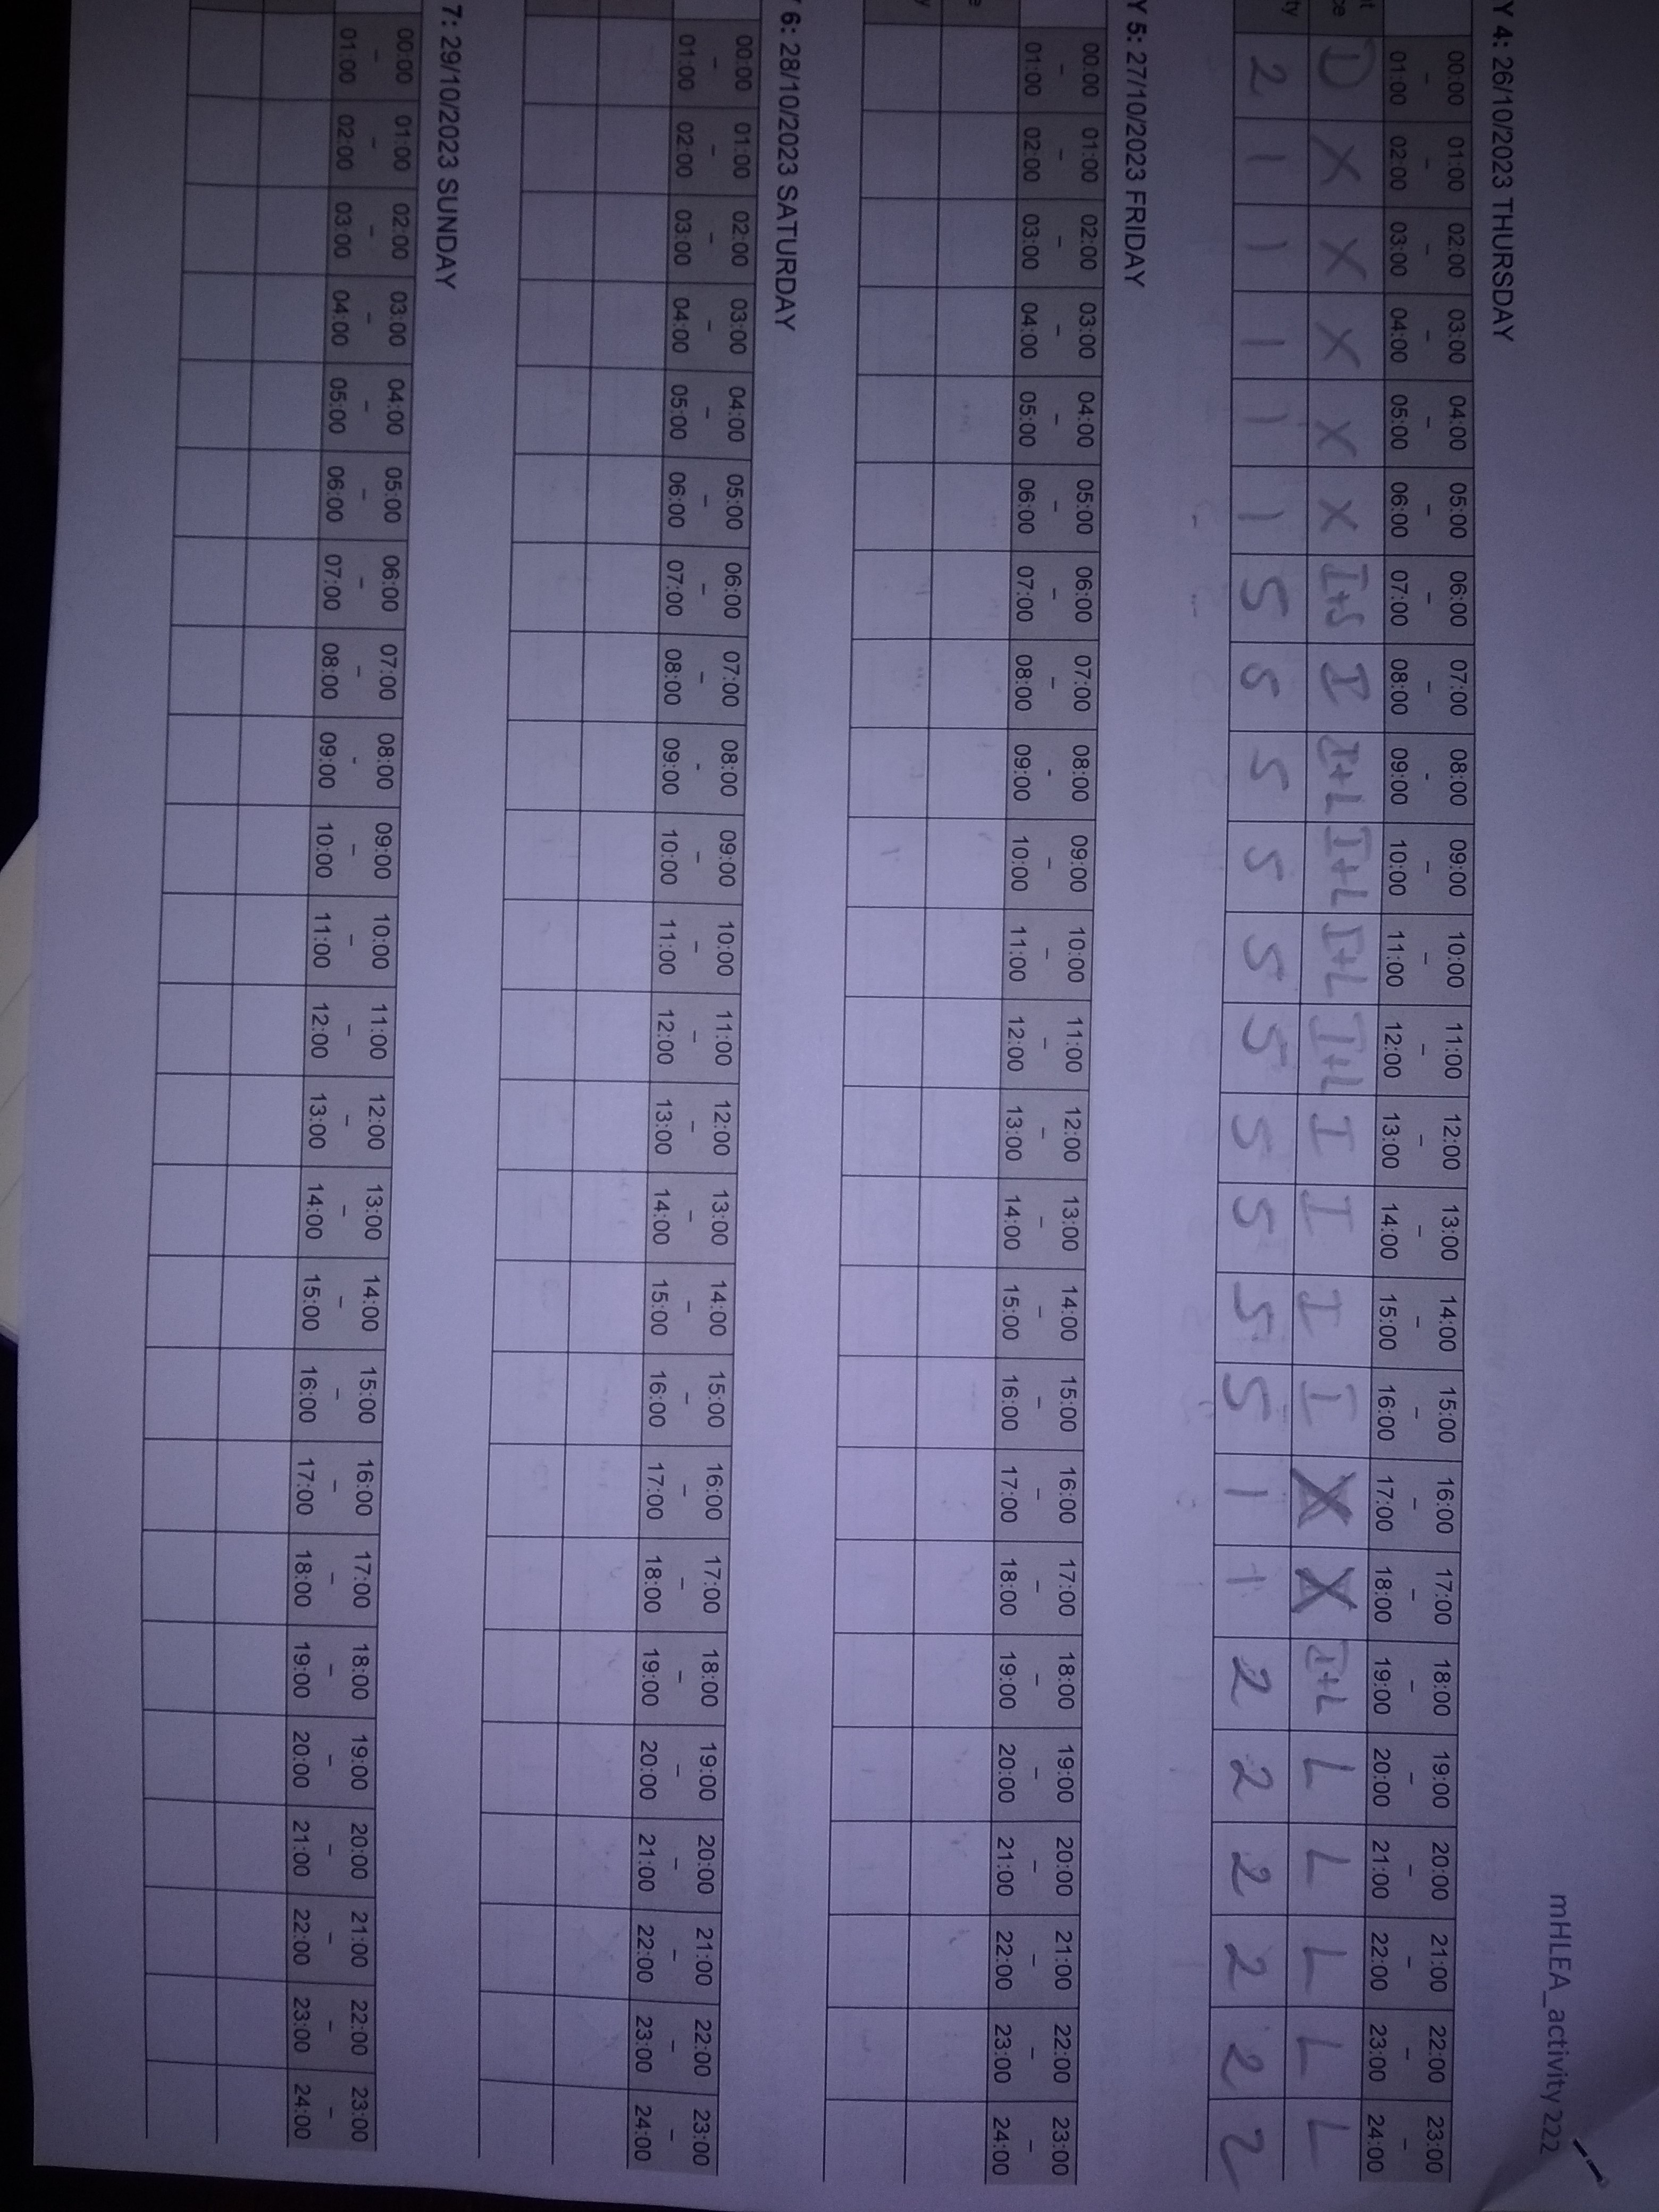 mHLEA_activity 222
Y 4: 26/10/2023 THURSDAY
00:00 01:00 02:00 03:00 04:00 05:00 06:00 07:00 08:00 09:00 10:00 11:00 12:00 13:00 14:00 15:00 16:00 17:00 18:00 19:00 20:00 21:00 22:00 23:00
– – – – – – – – - – – – – – – – – – – – – – – –
01:00 02:00 03:00 04:00 05:00 06:00 07:00 08:00 09:00 10:00 11:00 12:00 13:00 14:00 15:00 16:00 17:00 18:00 19:00 20:00 21:00 22:00 23:00 24:00
ce X X X X X I+S I I+L I+L I+L I+L I I I I X X I+L L L L L L
ty 2 1 1 1 1 1 5 5 5 5 5 5 5 5 5 5 1 1 2 2 2 2 2 2
Y 5: 27/10/2023 FRIDAY
00:00 01:00 02:00 03:00 04:00 05:00 06:00 07:00 08:00 09:00 10:00 11:00 12:00 13:00 14:00 15:00 16:00 17:00 18:00 19:00 20:00 21:00 22:00 23:00
– – – – – – – – - – – – – – – – – – – – – – – –
01:00 02:00 03:00 04:00 05:00 06:00 07:00 08:00 09:00 10:00 11:00 12:00 13:00 14:00 15:00 16:00 17:00 18:00 19:00 20:00 21:00 22:00 23:00 24:00
e
y
6: 28/10/2023 SATURDAY
00:00 01:00 02:00 03:00 04:00 05:00 06:00 07:00 08:00 09:00 10:00 11:00 12:00 13:00 14:00 15:00 16:00 17:00 18:00 19:00 20:00 21:00 22:00 23:00
– – – – – – – – - – – – – – – – – – – – – – – –
01:00 02:00 03:00 04:00 05:00 06:00 07:00 08:00 09:00 10:00 11:00 12:00 13:00 14:00 15:00 16:00 17:00 18:00 19:00 20:00 21:00 22:00 23:00 24:00
7: 29/10/2023 SUNDAY
00:00 01:00 02:00 03:00 04:00 05:00 06:00 07:00 08:00 09:00 10:00 11:00 12:00 13:00 14:00 15:00 16:00 17:00 18:00 19:00 20:00 21:00 22:00 23:00
– – – – – – – – - – – – – – – – – – – – – – – –
01:00 02:00 03:00 04:00 05:00 06:00 07:00 08:00 09:00 10:00 11:00 12:00 13:00 14:00 15:00 16:00 17:00 18:00 19:00 20:00 21:00 22:00 23:00 24:00